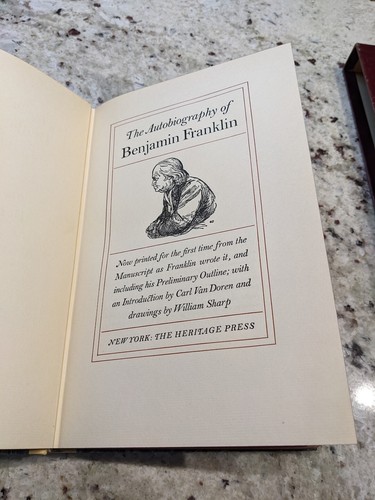 The Autobiography of
Benjamin Franklin
Now printed for the first time from the
Manuscript as Franklin wrote it, and
including his Preliminary Outline; with
an Introduction by Carl Van Doren and
drawings by William Sharp
NEW YORK: THE HERITAGE PRESS